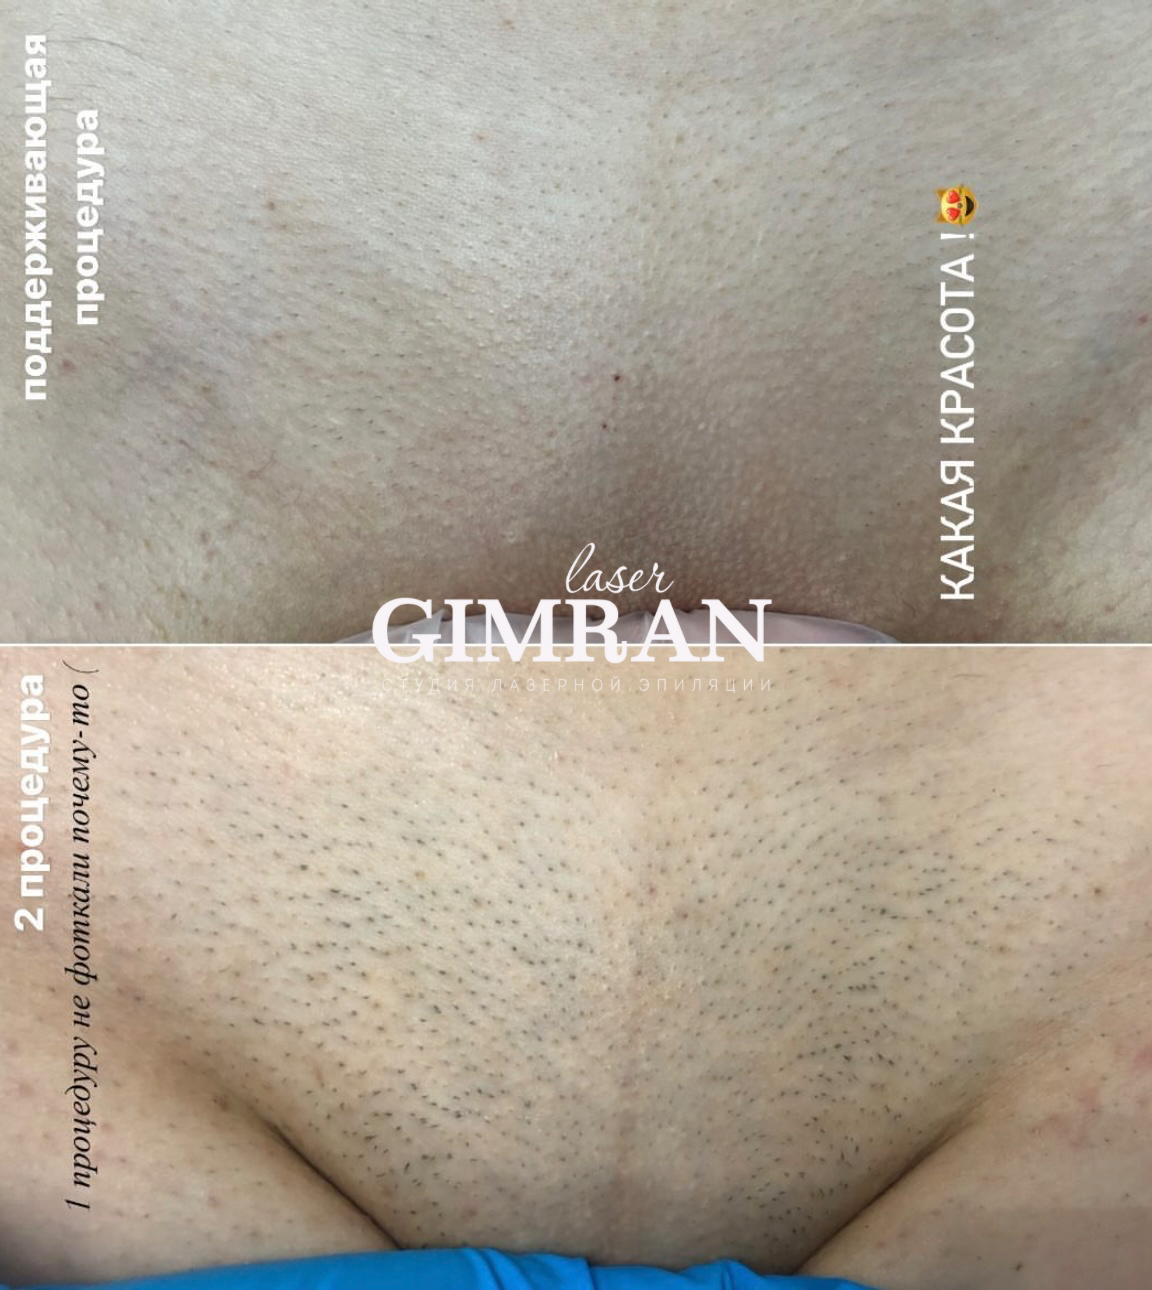 поддерживающая
процедура
КАКАЯ КРАСОТА !😻
laser
GIMRAN
СТУДИЯ ЛАЗЕРНОЙ ЭПИЛЯЦИИ
2 процедура
1 процедуру не фоткали почему-то (